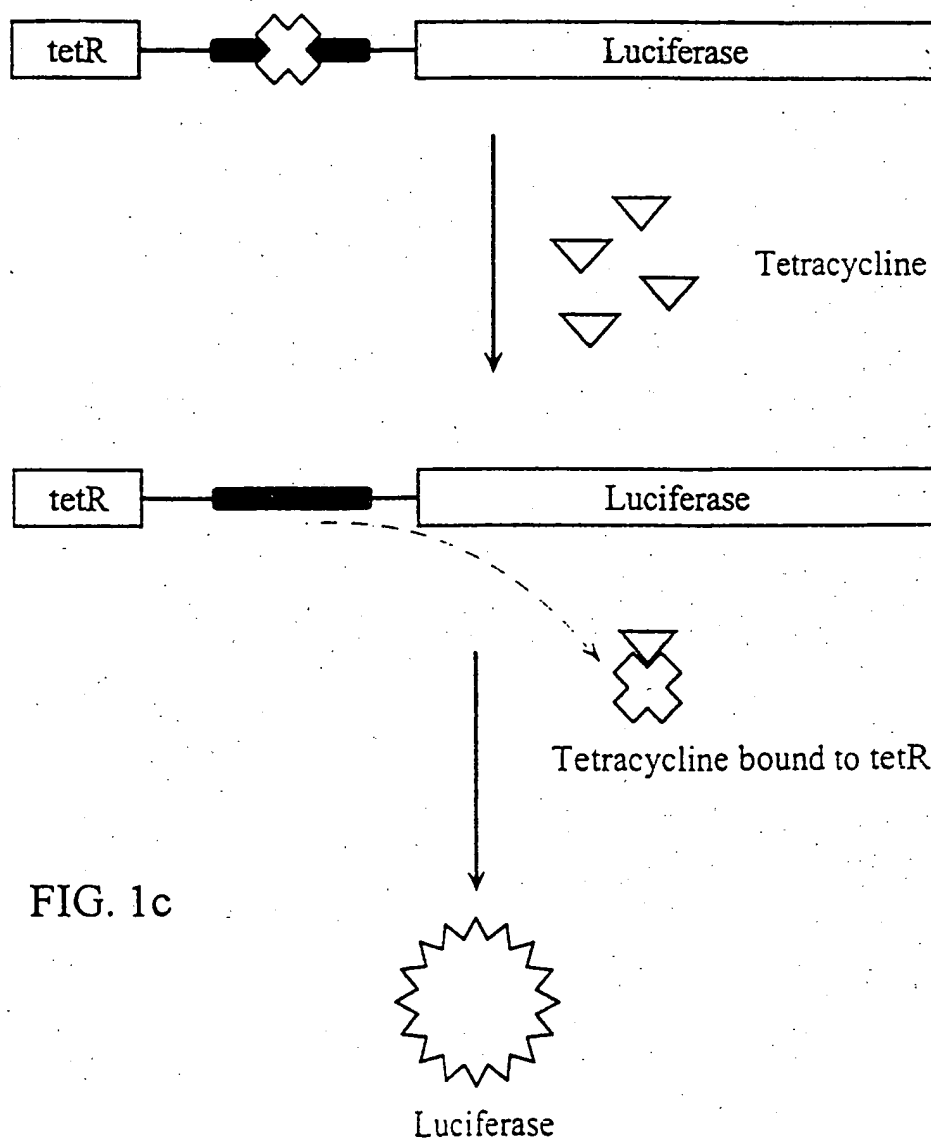 tetR Luciferase
Tetracycline
tetR Luciferase
Tetracycline bound to tetR
FIG. 1c
Luciferase